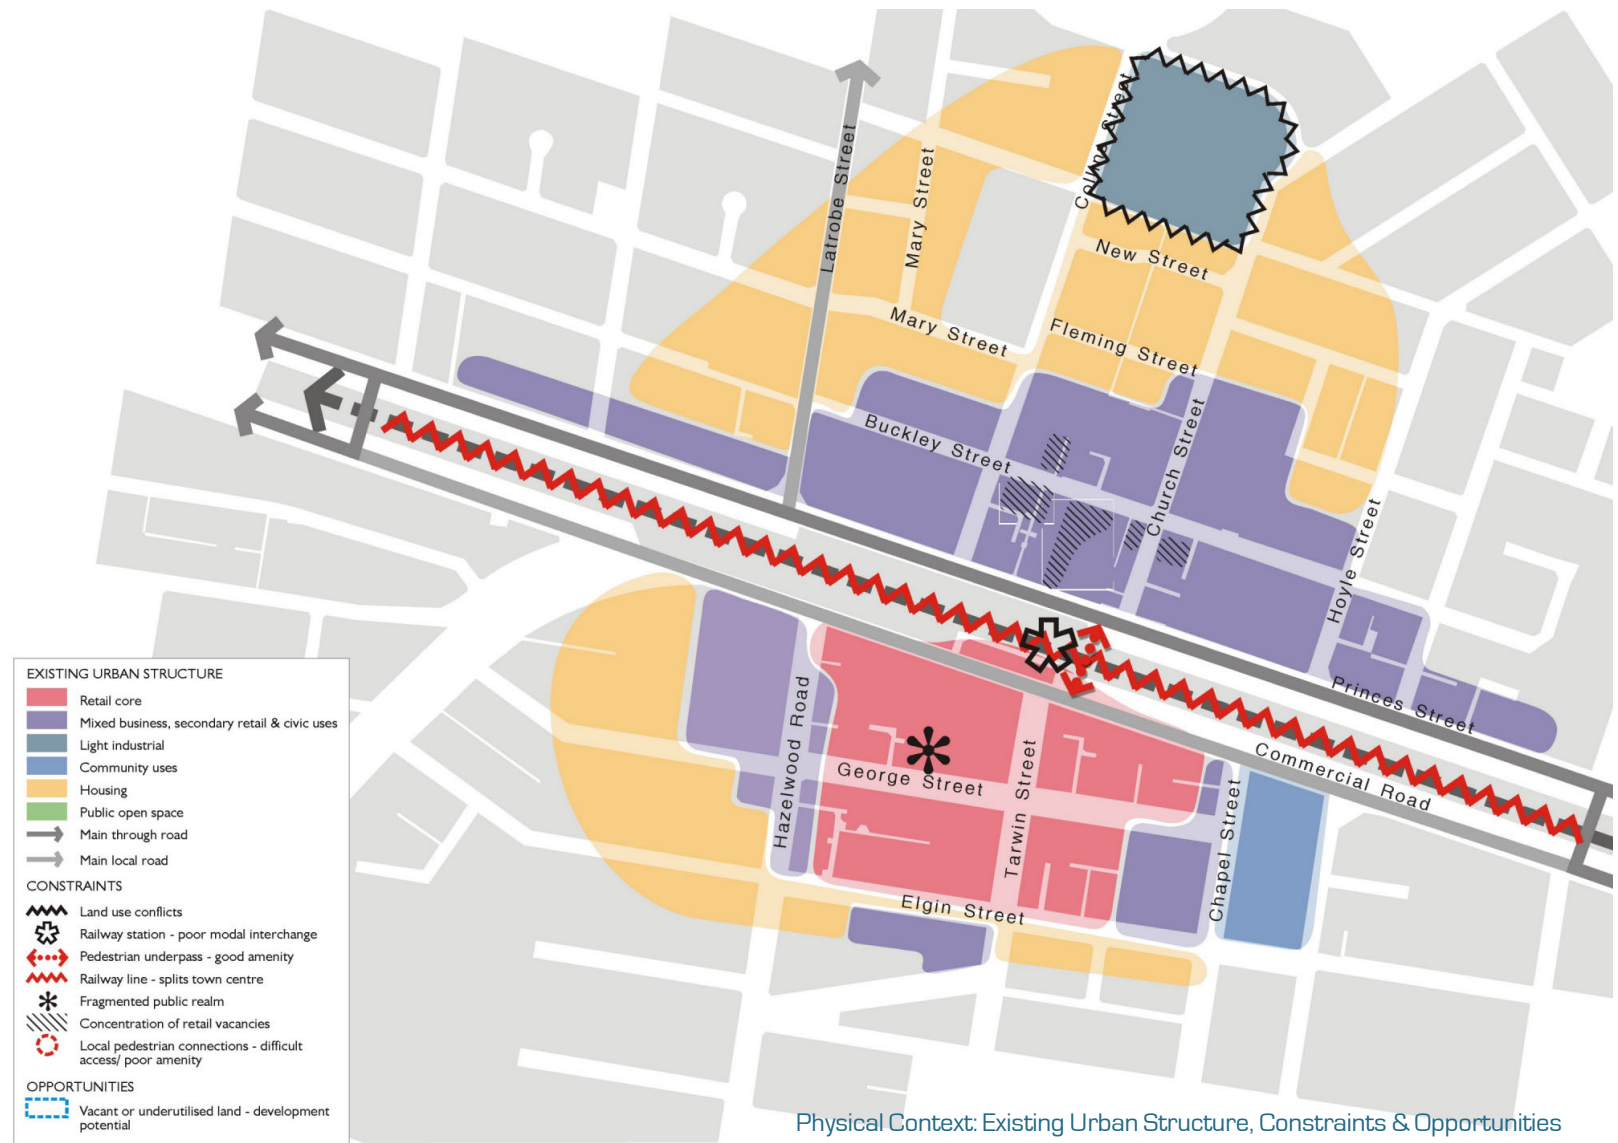 Collins Street
Latrobe Street
Mary Street
New Street
Mary Street
Fleming Street
Buckley Street
Church Street
Hoyle Street
Princes Street
Commercial Road
Hazelwood Road
George Street
Tarwin Street
Chapel Street
Elgin Street
EXISTING URBAN STRUCTURE
Retail core
Mixed business, secondary retail & civic uses
Light industrial
Community uses
Housing
Public open space
Main through road
Main local road
CONSTRAINTS
Land use conflicts
Railway station - poor modal interchange
Pedestrian underpass - good amenity
Railway line - splits town centre
Fragmented public realm
Concentration of retail vacancies
Local pedestrian connections - difficult
access/ poor amenity
OPPORTUNITIES
Vacant or underutilised land - development
potential
Physical Context: Existing Urban Structure, Constraints & Opportunities